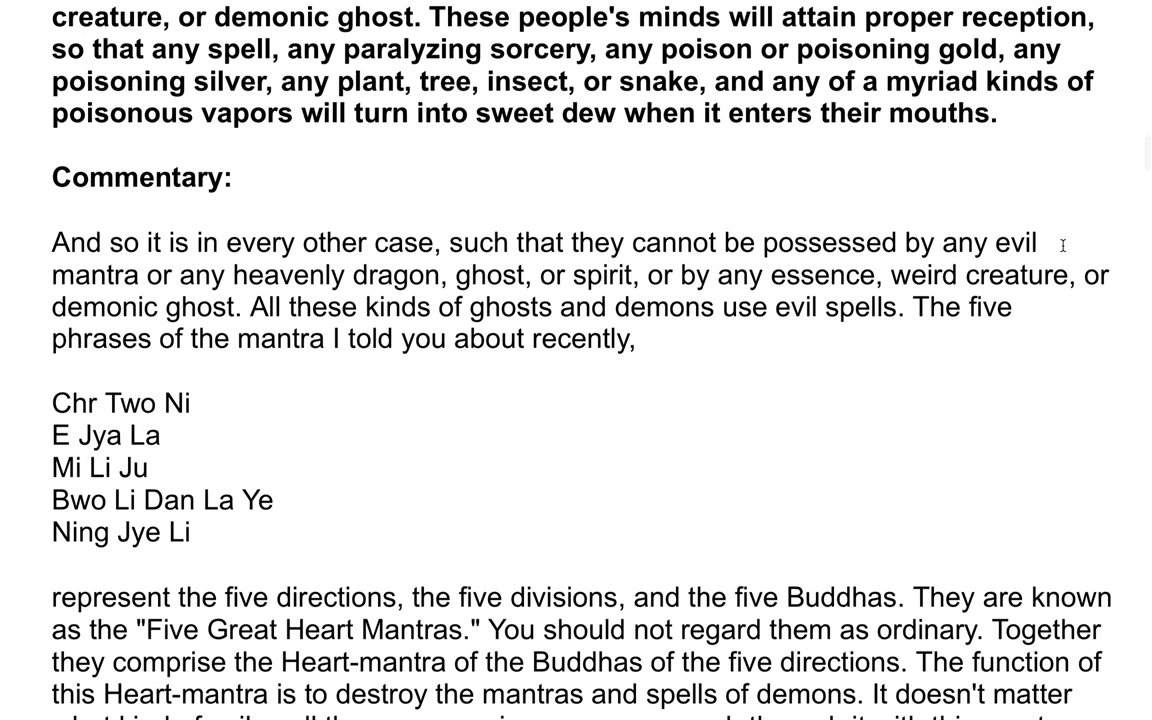 creature, or demonic ghost. These people's minds will attain proper reception,
so that any spell, any paralyzing sorcery, any poison or poisoning gold, any
poisoning silver, any plant, tree, insect, or snake, and any of a myriad kinds of
poisonous vapors will turn into sweet dew when it enters their mouths.
Commentary:
And so it is in every other case, such that they cannot be possessed by any evil
mantra or any heavenly dragon, ghost, or spirit, or by any essence, weird creature, or
demonic ghost. All these kinds of ghosts and demons use evil spells. The five
phrases of the mantra I told you about recently,
Chr Two Ni
E Jya La
Mi Li Ju
Bwo Li Dan La Ye
Ning Jye Li
represent the five directions, the five divisions, and the five Buddhas. They are known
as the "Five Great Heart Mantras." You should not regard them as ordinary. Together
they comprise the Heart-mantra of the Buddhas of the five directions. The function of
this Heart-mantra is to destroy the mantras and spells of demons. It doesn't matter